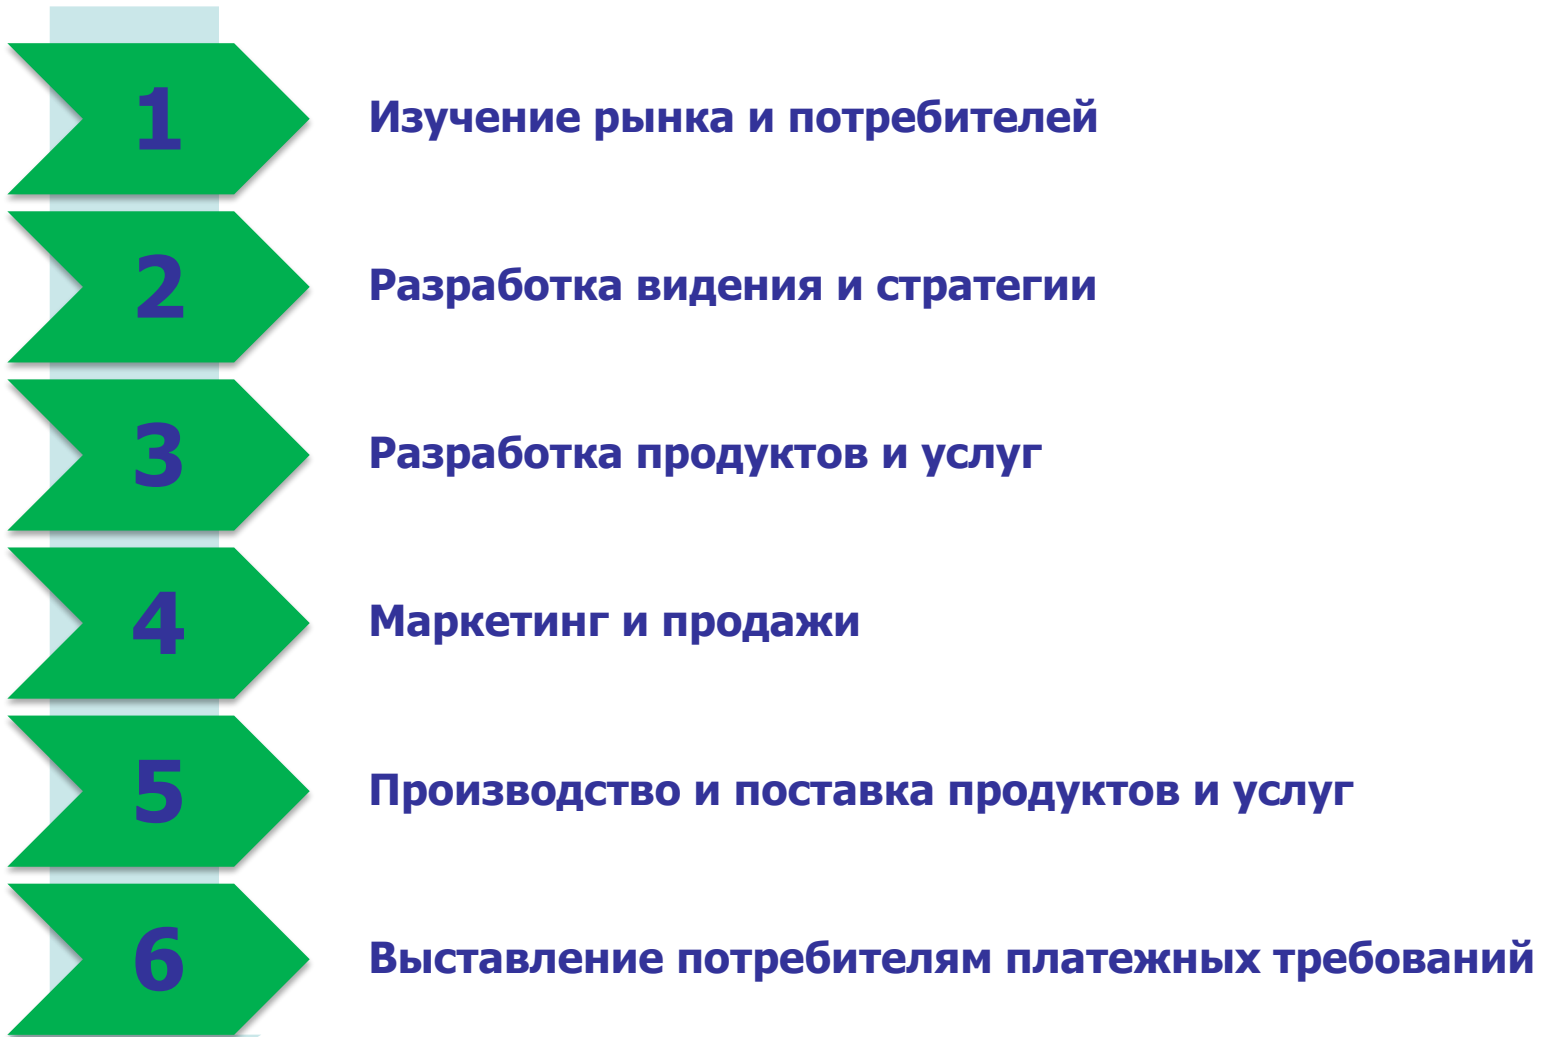 1 Изучение рынка и потребителей
2 Разработка видения и стратегии
3 Разработка продуктов и услуг
4 Маркетинг и продажи
5 Производство и поставка продуктов и услуг
6 Выставление потребителям платежных требований